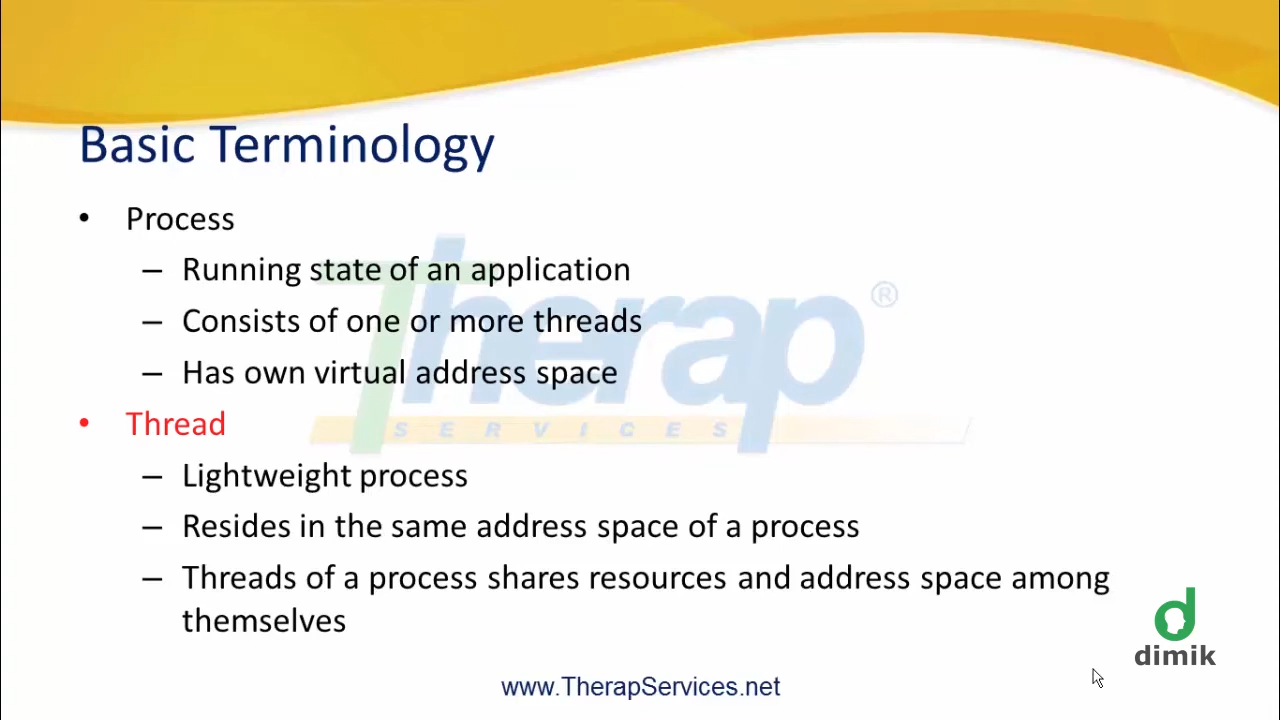 Basic Terminology
• Process
– Running state of an application
– Consists of one or more threads
– Has own virtual address space
• Thread
– Lightweight process
– Resides in the same address space of a process
– Threads of a process shares resources and address space among
themselves
Therap®
SERVICES
dimik
www.TherapServices.net